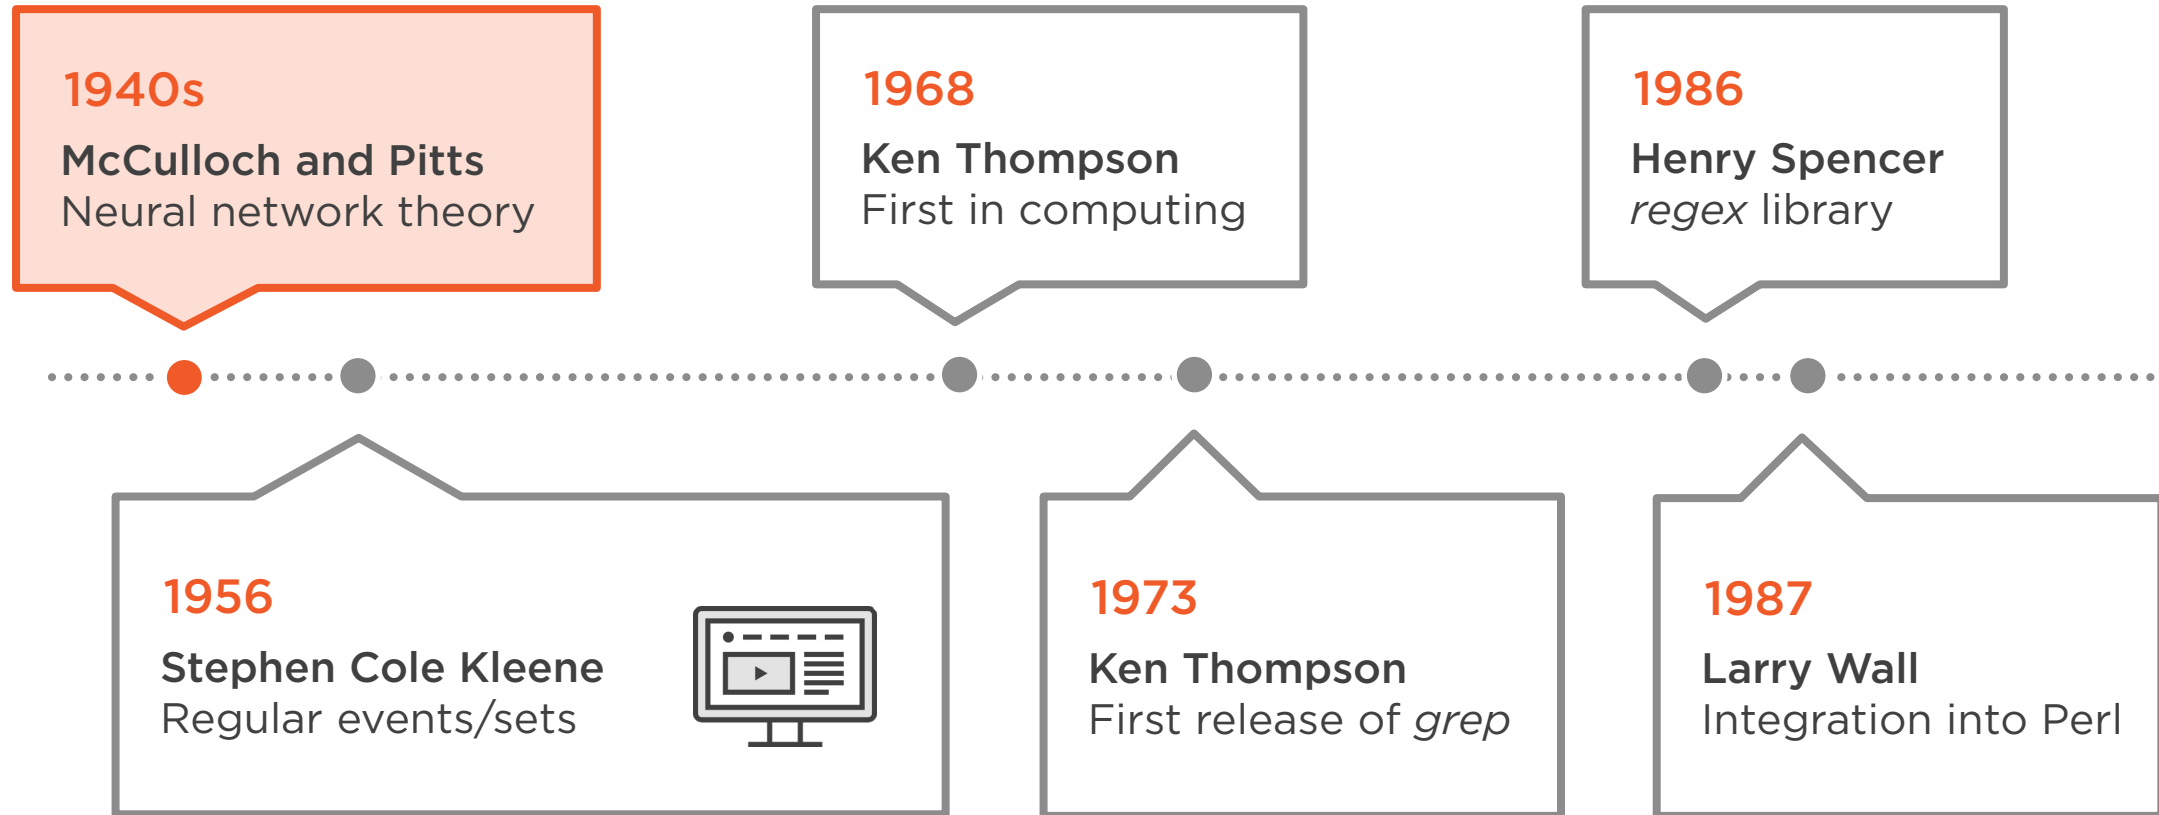 1940s
McCulloch and Pitts
Neural network theory
1968
Ken Thompson
First in computing
1986
Henry Spencer
regex library
1956
Stephen Cole Kleene
Regular events/sets
1973
Ken Thompson
First release of grep
1987
Larry Wall
Integration into Perl